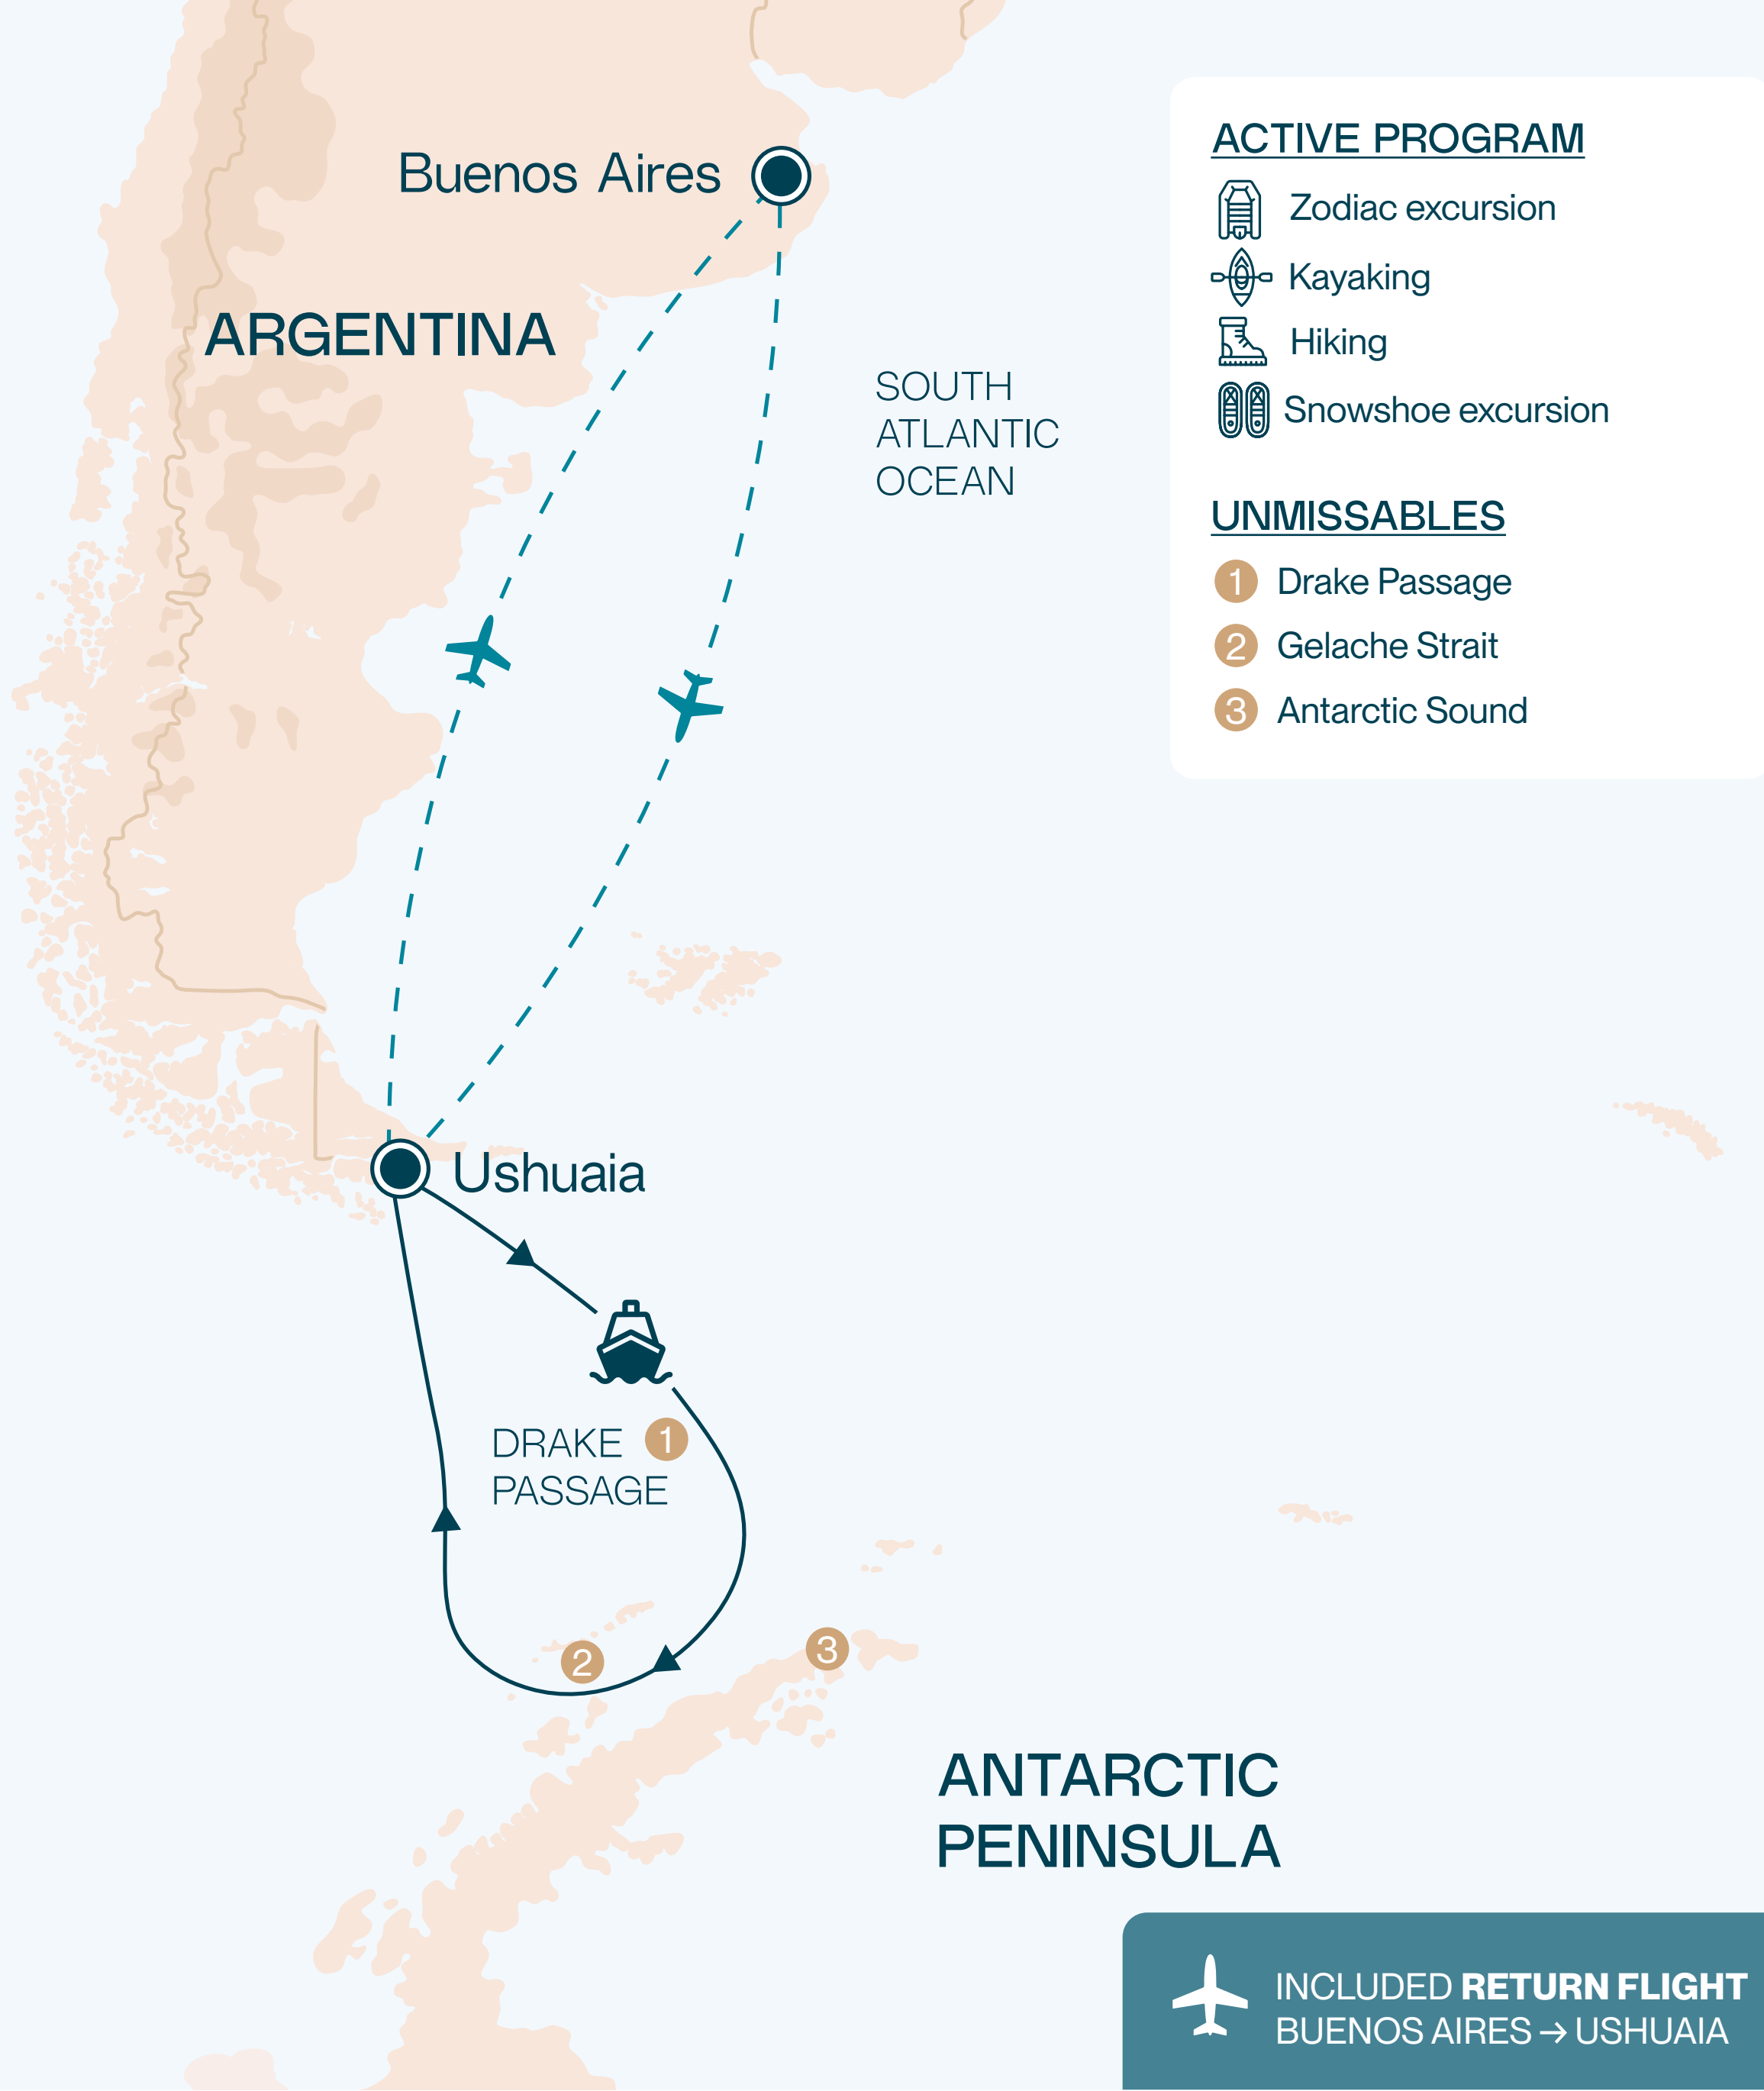 Buenos Aires
ARGENTINA
SOUTH
ATLANTIC
OCEAN
ACTIVE PROGRAM
Zodiac excursion
Kayaking
Hiking
Snowshoe excursion
UNMISSABLES
1 Drake Passage
2 Gelache Strait
3 Antarctic Sound
Ushuaia
DRAKE 1
PASSAGE
2
3
ANTARCTIC
PENINSULA
INCLUDED RETURN FLIGHT
BUENOS AIRES → USHUAIA